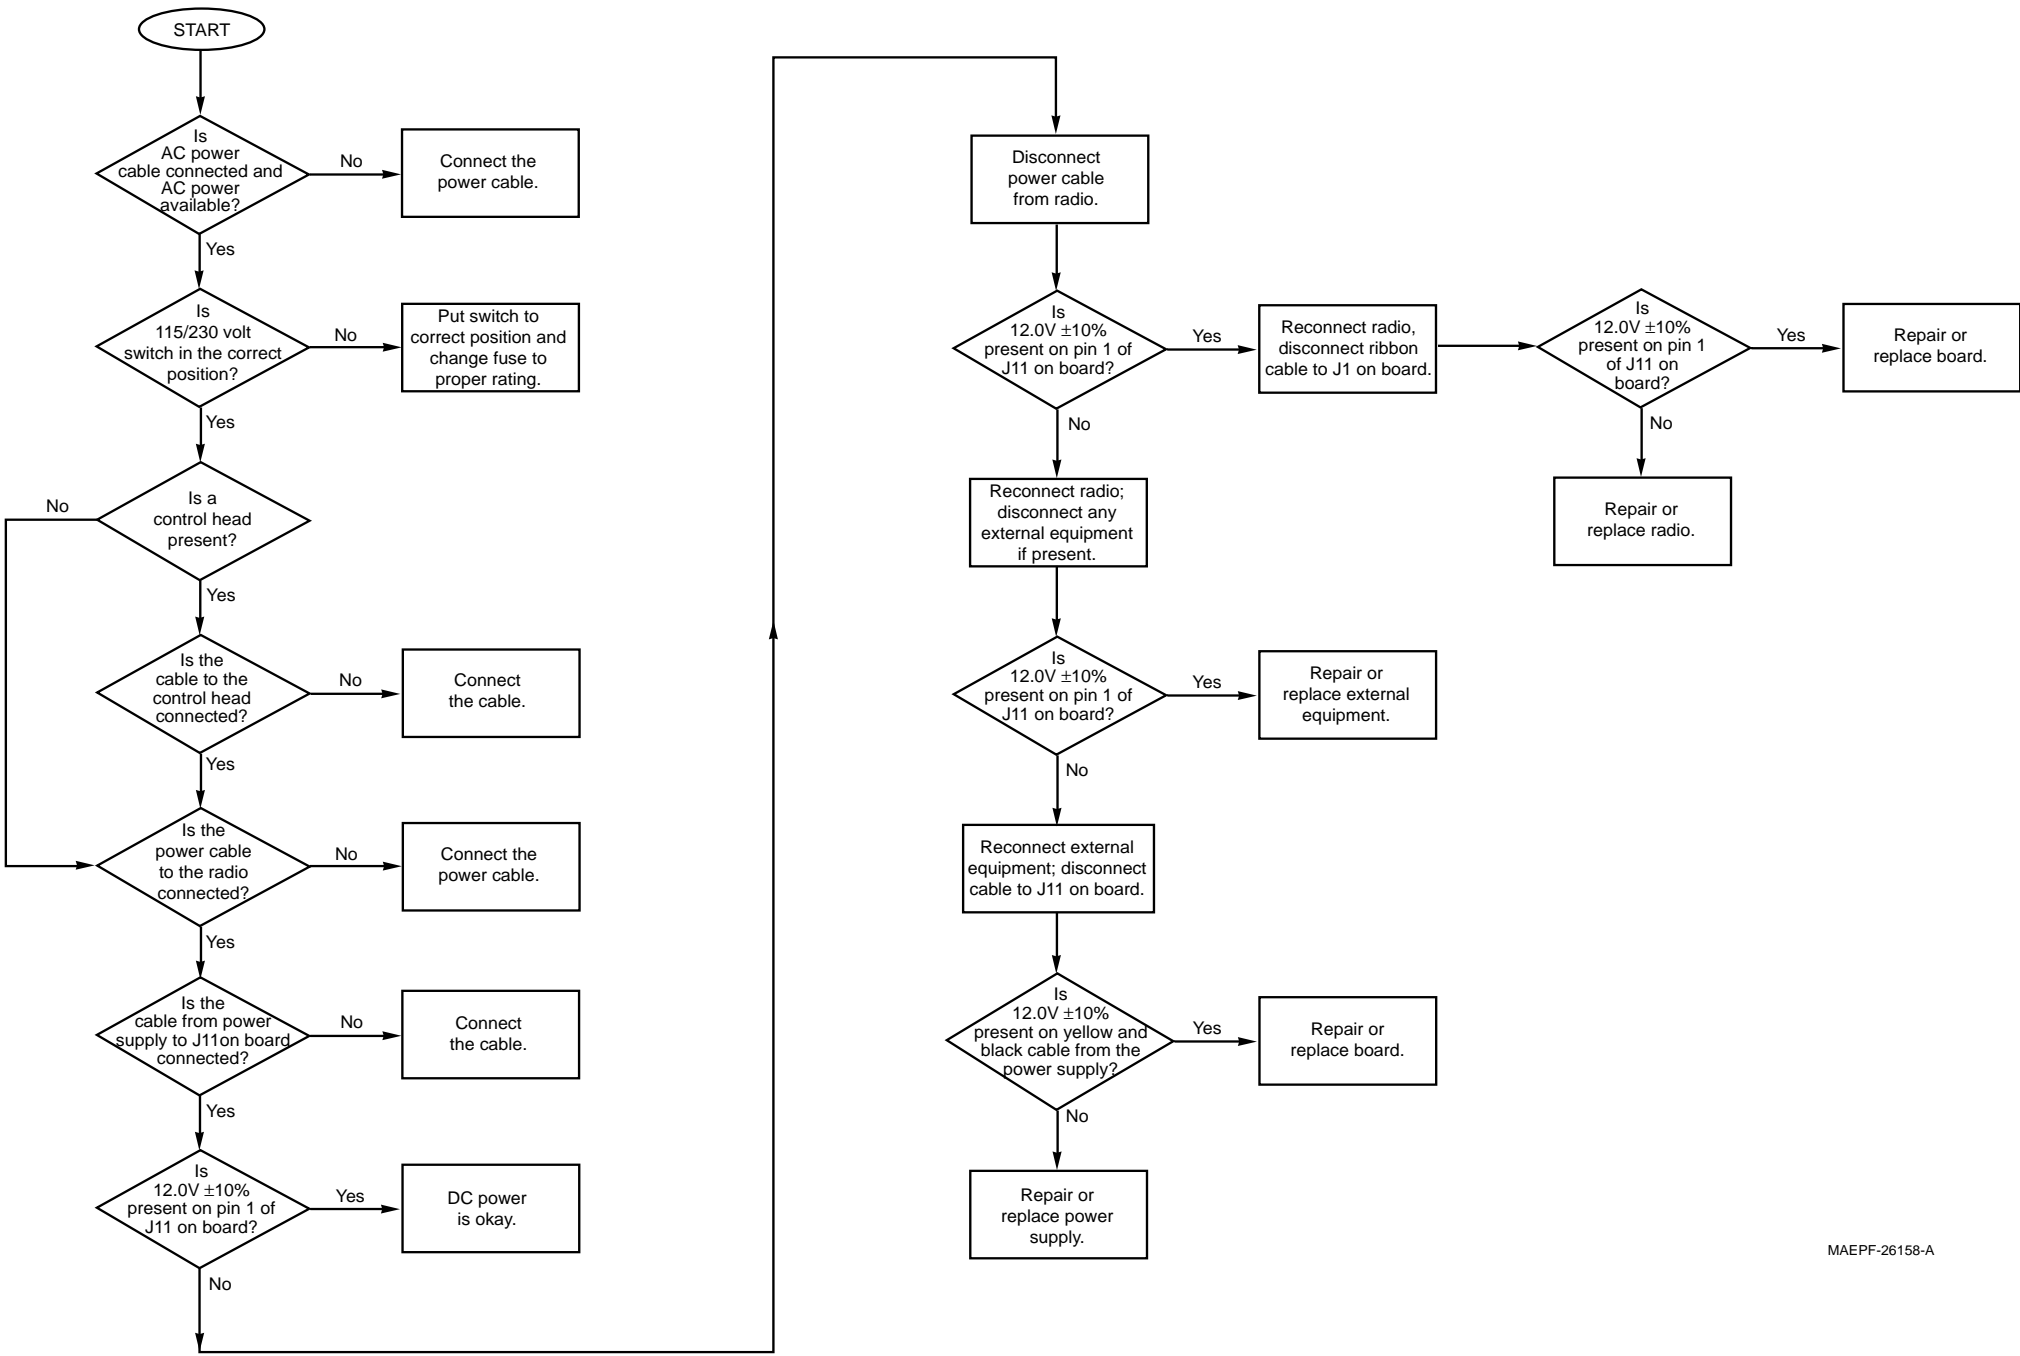 START
Is
AC power
cable connected and
AC power
available?
No
Connect the
power cable.
Yes
Is
115/230 volt
switch in the correct
position?
No
Put switch to
correct position and
change fuse to
proper rating.
Yes
Is a
control head
present?
No
Yes
Is the
cable to the
control head
connected?
No
Connect
the cable.
Yes
Is the
power cable
to the radio
connected?
No
Connect the
power cable.
Yes
Is the
cable from power
supply to J11on board
connected?
No
Connect
the cable.
Yes
Is
12.0V ±10%
present on pin 1 of
J11 on board?
Yes
DC power
is okay.
No
Disconnect
power cable
from radio.
Is
12.0V ±10%
present on pin 1 of
J11 on board?
Yes
Reconnect radio,
disconnect ribbon
cable to J1 on board.
Is
12.0V ±10%
present on pin 1
of J11 on
board?
Yes
Repair or
replace board.
No
Repair or
replace radio.
No
Reconnect radio;
disconnect any
external equipment
if present.
Is
12.0V ±10%
present on pin 1 of
J11 on board?
Yes
Repair or
replace external
equipment.
No
Reconnect external
equipment; disconnect
cable to J11 on board.
Is
12.0V ±10%
present on yellow and
black cable from the
power supply?
Yes
Repair or
replace board.
No
Repair or
replace power
supply.
MAEPF-26158-A